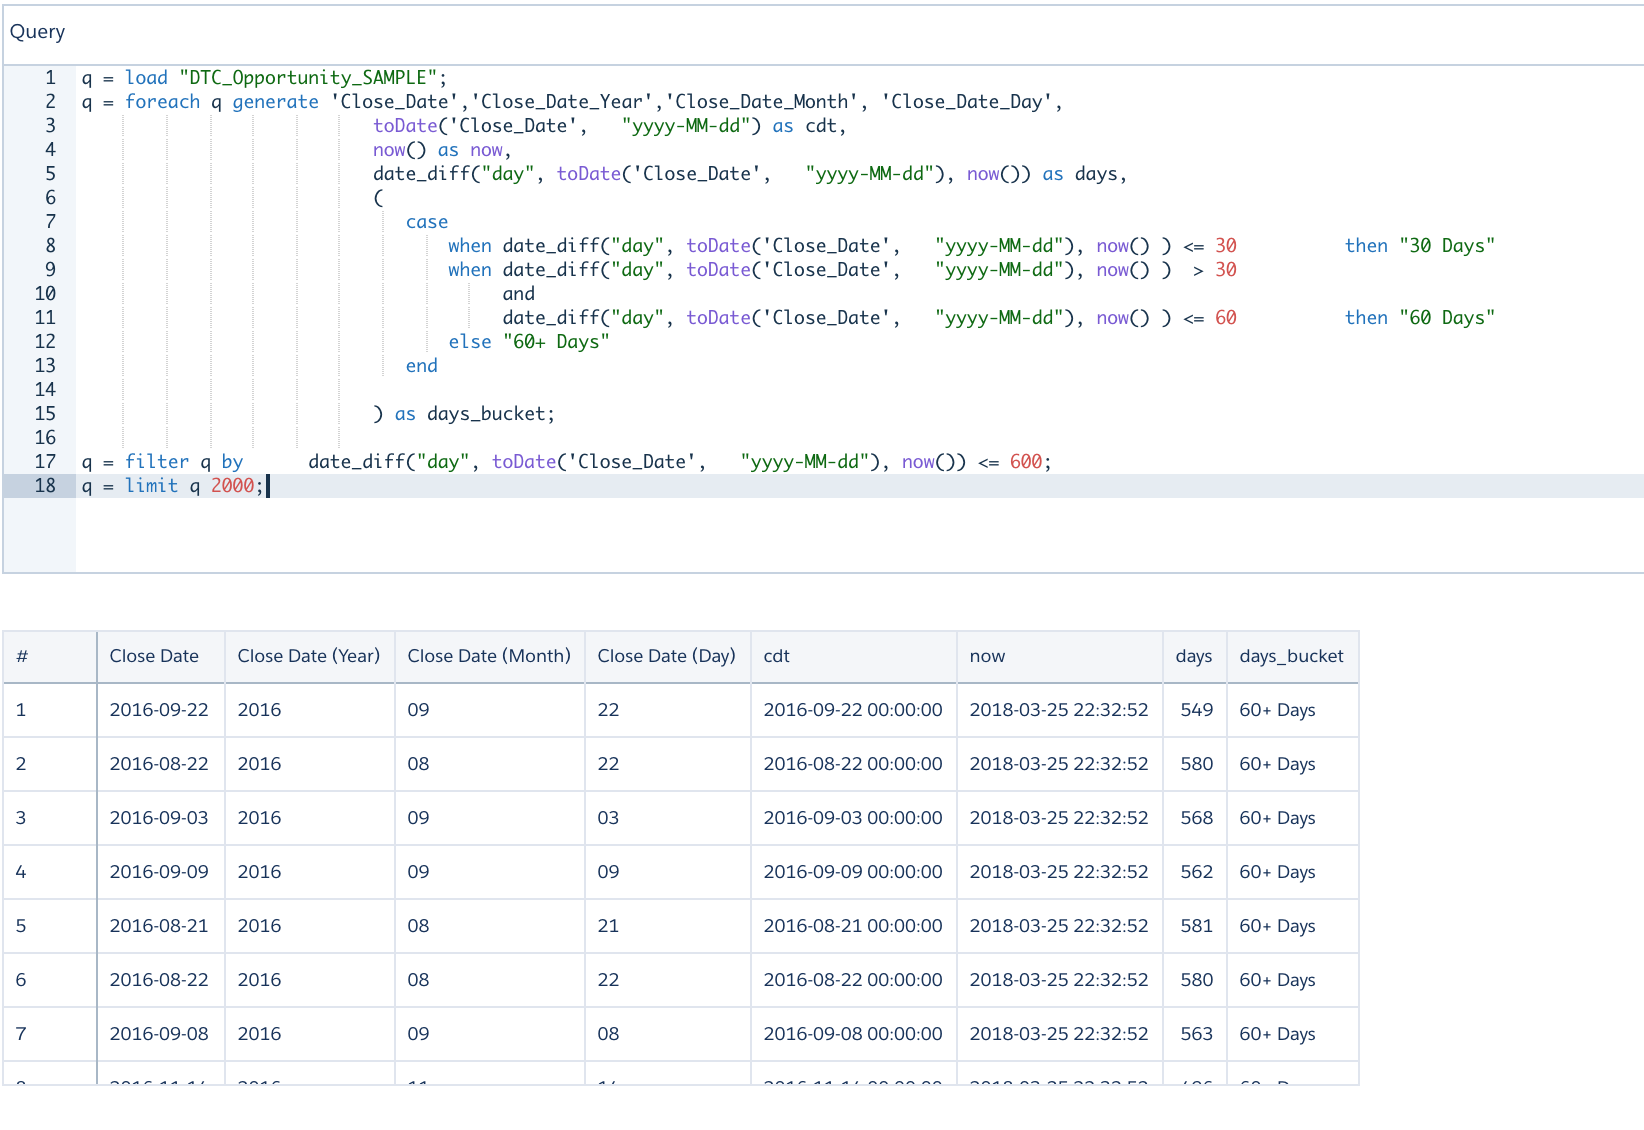 Query
1 q = load "DTC_Opportunity_SAMPLE";
2 q = foreach q generate 'Close_Date','Close_Date_Year','Close_Date_Month', 'Close_Date_Day',
3 toDate('Close_Date', "yyyy-MM-dd") as cdt,
4 now() as now,
5 date_diff("day", toDate('Close_Date', "yyyy-MM-dd"), now()) as days,
6 (
7 case
8 when date_diff("day", toDate('Close_Date', "yyyy-MM-dd"), now() ) <= 30 then "30 Days"
9 when date_diff("day", toDate('Close_Date', "yyyy-MM-dd"), now() ) > 30
10 and
11 date_diff("day", toDate('Close_Date', "yyyy-MM-dd"), now() ) <= 60 then "60 Days"
12 else "60+ Days"
13 end
14
15 ) as days_bucket;
16
17 q = filter q by date_diff("day", toDate('Close_Date', "yyyy-MM-dd"), now()) <= 600;
18 q = limit q 2000;
# Close Date Close Date (Year) Close Date (Month) Close Date (Day) cdt now days days_bucket
1 2016-09-22 2016 09 22 2016-09-22 00:00:00 2018-03-25 22:32:52 549 60+ Days
2 2016-08-22 2016 08 22 2016-08-22 00:00:00 2018-03-25 22:32:52 580 60+ Days
3 2016-09-03 2016 09 03 2016-09-03 00:00:00 2018-03-25 22:32:52 568 60+ Days
4 2016-09-09 2016 09 09 2016-09-09 00:00:00 2018-03-25 22:32:52 562 60+ Days
5 2016-08-21 2016 08 21 2016-08-21 00:00:00 2018-03-25 22:32:52 581 60+ Days
6 2016-08-22 2016 08 22 2016-08-22 00:00:00 2018-03-25 22:32:52 580 60+ Days
7 2016-09-08 2016 09 08 2016-09-08 00:00:00 2018-03-25 22:32:52 563 60+ Days